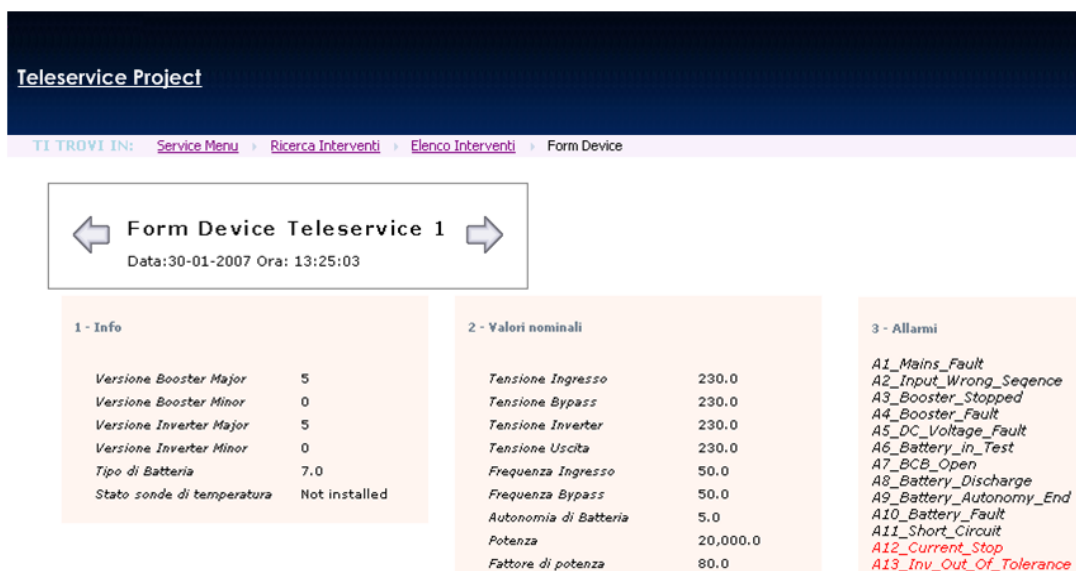 A6_Battery_in_Test
Teleservice Project
TI TROVI IN: Service Menu Ricerca Interventi Elenco Interventi Form Device
Form Device Teleservice 1
Data:30-01-2007 Ora: 13:25:03
1 - Info
Versione Booster Major 5
Versione Booster Minor 0
Versione Inverter Major 5
Versione Inverter Minor 0
Tipo di Batteria 7.0
Stato sonde di temperatura Not installed
2 - Valori nominali
Tensione Ingresso 230.0
Tensione Bypass 230.0
Tensione Inverter 230.0
Tensione Uscita 230.0
Frequenza Ingresso 50.0
Frequenza Bypass 50.0
Autonomia di Batteria 5.0
Potenza 20,000.0
Fattore di potenza 80.0
3 - Allarmi
A1_Mains_Fault
A2_Input_Wrong_Seqence
A3_Booster_Stopped
A4_Booster_Fault
A5_DC_Voltage_Fault
A6_Battery_in_Test
A7_BCB_Open
A8_Battery_Discharge
A9_Battery_Autonomy_End
A10_Battery_Fault
A11_Short_Circuit
A12_Current_Stop
A13_Inv_Out_Of_Tolerance